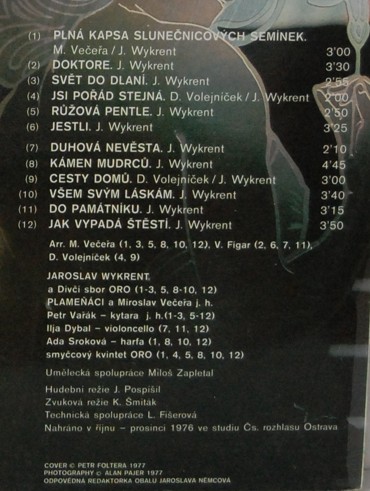 (1) PLNÁ KAPSA SLUNEČNICOVÝCH SEMÍNEK.
M. Večeřa / J. Wykrent 3'00
(2) DOKTORE. J. Wykrent 3'30
(3) SVĚT DO DLANÍ. J. Wykrent 2'55
(4) JSI POŘÁD STEJNÁ. D. Volejníček / J. Wykrent 2'00
(5) RŮŽOVÁ PENTLE. J. Wykrent 2'50
(6) JESTLI. J. Wykrent 3'25
(7) DUHOVÁ NEVĚSTA. J. Wykrent 2'10
(8) KÁMEN MUDRCŮ. J. Wykrent 4'45
(9) CESTY DOMŮ. D. Volejníček / J. Wykrent 3'00
(10) VŠEM SVÝM LÁSKÁM. J. Wykrent 3'40
(11) DO PAMÁTNÍKU. J. Wykrent 3'15
(12) JAK VYPADÁ ŠTĚSTÍ. J. Wykrent 3'50
Arr. M. Večeřa (1, 3, 5, 8, 10, 12), V. Figar (2, 6, 7, 11),
D. Volejníček (4, 9)
JAROSLAV WYKRENT
a Dívčí sbor ORO (1-3, 5, 8-10, 12)
PLAMEŇÁCI a Miroslav Večeřa j. h.
Petr Vařák – kytara j. h.(1-3, 5-12)
Ilja Dybal – violoncello (7, 11, 12)
Ada Sroková – harfa (1, 8, 10, 12)
smyčcový kvintet ORO (1, 4, 5, 8, 10, 12)
Umělecká spolupráce Miloš Zapletal
Hudební režie J. Pospíšil
Zvuková režie K. Šmiták
Technická spolupráce L. Fišerová
Nahráno v říjnu – prosinci 1976 ve studiu Čs. rozhlasu Ostrava
COVER © PETR FOLTERA 1977
PHOTOGRAPHY © ALAN PAJER 1977
ODPOVĚDNÁ REDAKTORKA OBALU JAROSLAVA NĚMCOVÁ